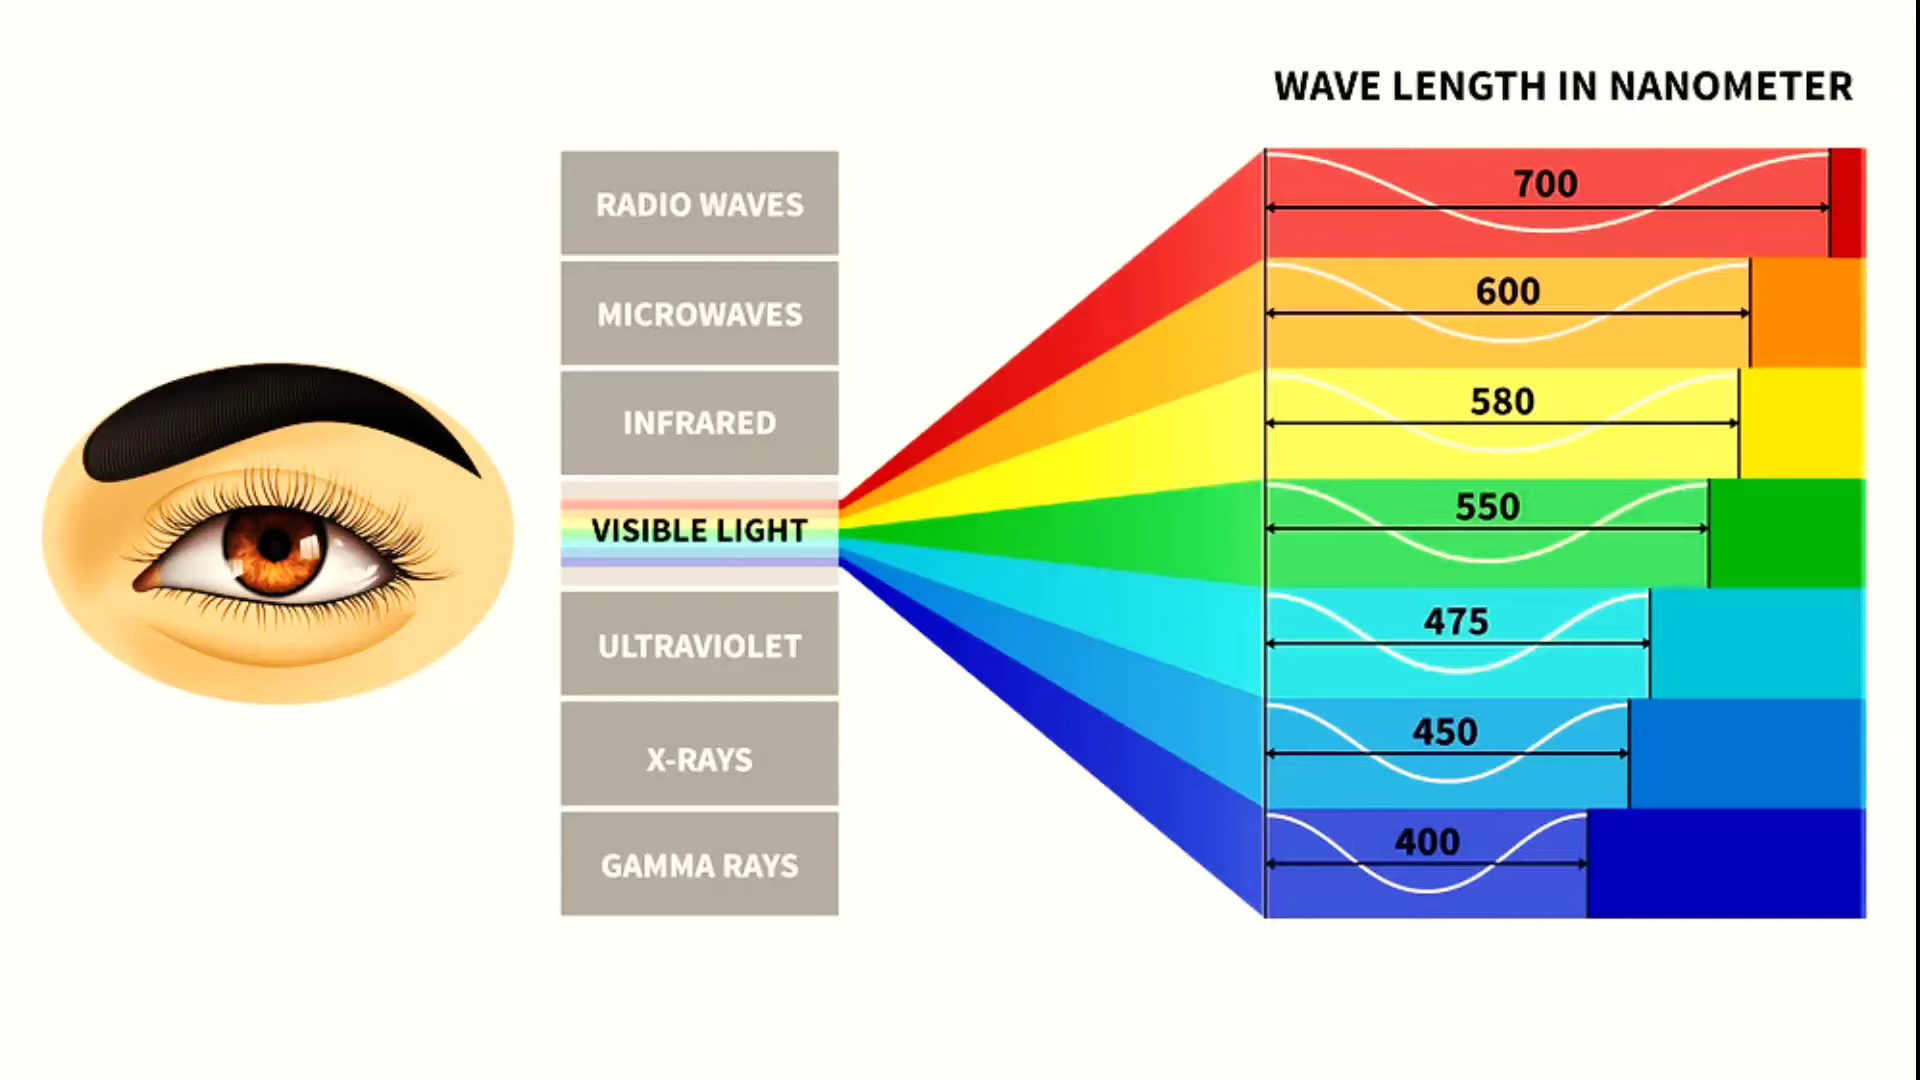 WAVE LENGTH IN NANOMETER
RADIO WAVES
MICROWAVES
INFRARED
VISIBLE LIGHT
ULTRAVIOLET
X-RAYS
GAMMA RAYS
700
600
580
550
475
450
400